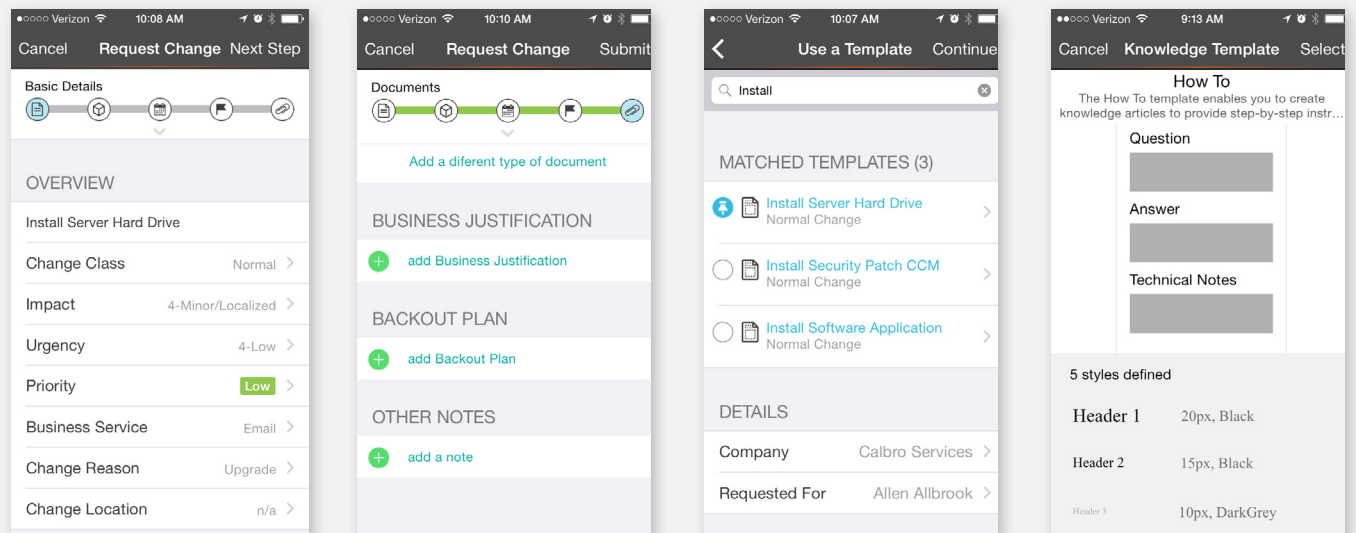 Verizon 10:08 AM
Cancel Request Change Next Step
Basic Details
OVERVIEW
Install Server Hard Drive
Change Class Normal
Impact 4-Minor/Localized
Urgency 4-Low
Priority Low
Business Service Email
Change Reason Upgrade
Change Location n/a
Verizon 10:10 AM
Cancel Request Change Submit
Documents
Add a diferent type of document
BUSINESS JUSTIFICATION
add Business Justification
BACKOUT PLAN
add Backout Plan
OTHER NOTES
add a note
Verizon 10:07 AM
Use a Template Continue
Install
MATCHED TEMPLATES (3)
Install Server Hard Drive
Normal Change
Install Security Patch CCM
Normal Change
Install Software Application
Normal Change
DETAILS
Company Calbro Services
Requested For Allen Allbrook
Verizon 9:13 AM
Cancel Knowledge Template Select
How To
The How To template enables you to create
knowledge articles to provide step-by-step instr...
Question
Answer
Technical Notes
5 styles defined
Header 1 20px, Black
Header 2 15px, Black
Header 3 10px, DarkGrey